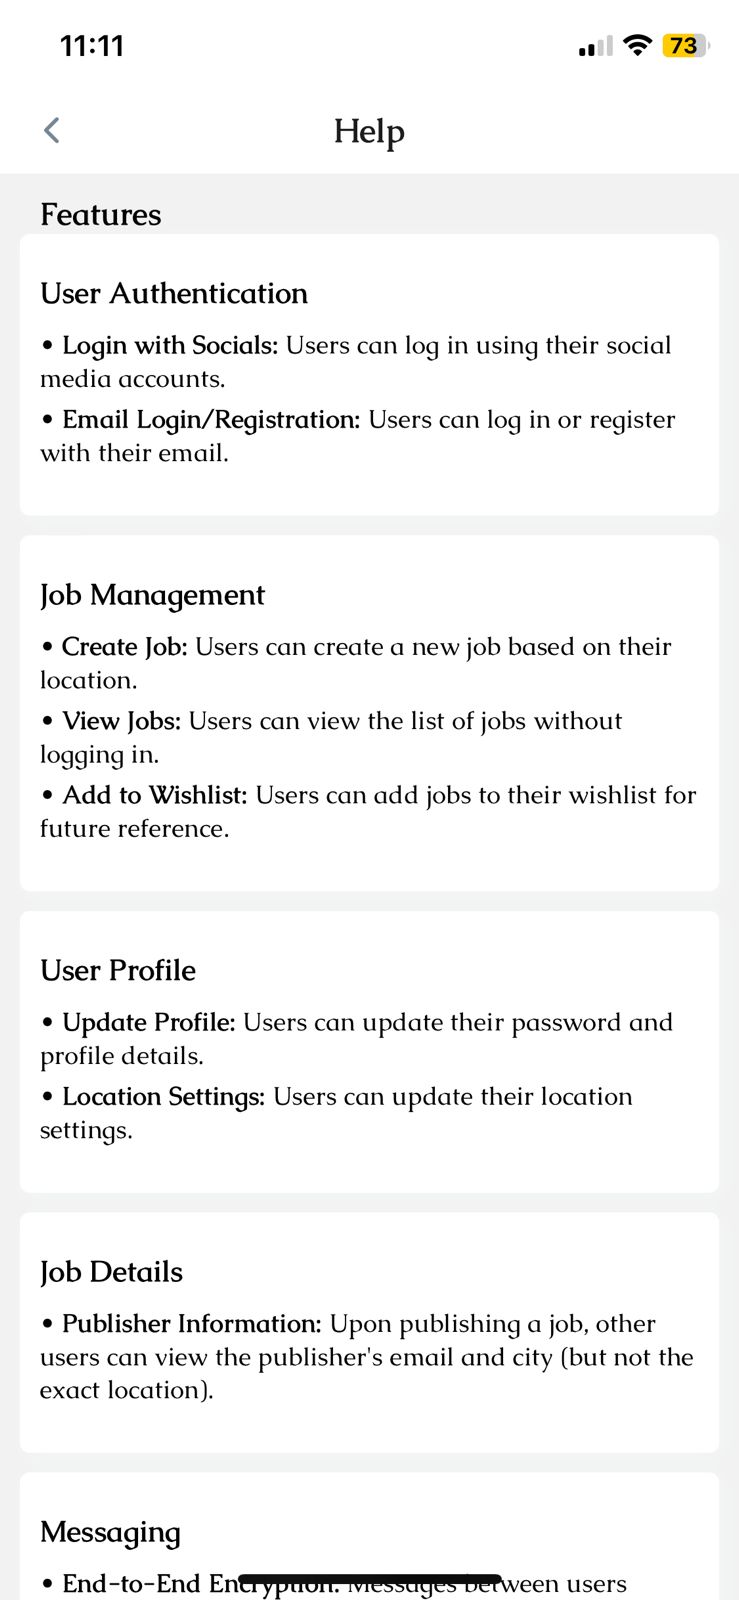 11:11
73
Help
Features
User Authentication
• Login with Socials: Users can log in using their social
media accounts.
• Email Login/Registration: Users can log in or register
with their email.
Job Management
• Create Job: Users can create a new job based on their
location.
• View Jobs: Users can view the list of jobs without
logging in.
• Add to Wishlist: Users can add jobs to their wishlist for
future reference.
User Profile
• Update Profile: Users can update their password and
profile details.
• Location Settings: Users can update their location
settings.
Job Details
• Publisher Information: Upon publishing a job, other
users can view the publisher's email and city (but not the
exact location).
Messaging
• End-to-End Encryption: Messages between users